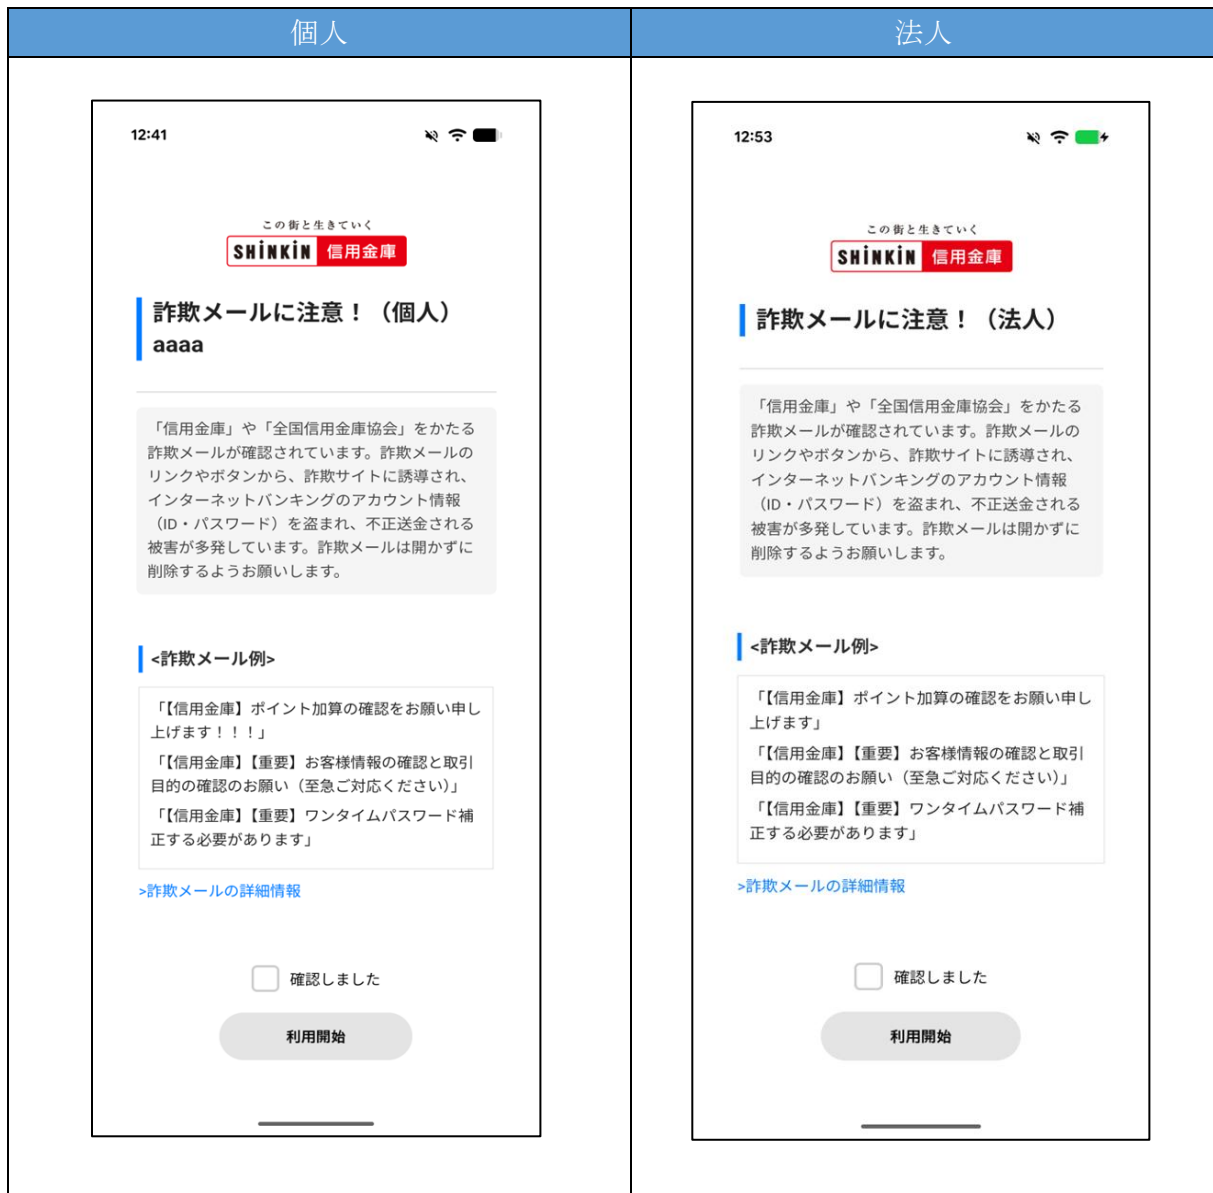 個人
12:41
この街と生きていく
SHINKIN 信用金庫
詐欺メールに注意！（個人）
aaaa
「信用金庫」や「全国信用金庫協会」をかたる
詐欺メールが確認されています。詐欺メールの
リンクやボタンから、詐欺サイトに誘導され、
インターネットバンキングのアカウント情報
（ID・パスワード）を盗まれ、不正送金される
被害が多発しています。詐欺メールは開かずに
削除するようお願いします。
<詐欺メール例>
「【信用金庫】ポイント加算の確認をお願い申し
上げます！！！」
「【信用金庫】【重要】お客様情報の確認と取引
目的の確認のお願い（至急ご対応ください）」
「【信用金庫】【重要】ワンタイムパスワード補
正する必要があります」
>詐欺メールの詳細情報
確認しました
利用開始
法人
12:53
この街と生きていく
SHINKIN 信用金庫
詐欺メールに注意！（法人）
「信用金庫」や「全国信用金庫協会」をかたる
詐欺メールが確認されています。詐欺メールの
リンクやボタンから、詐欺サイトに誘導され、
インターネットバンキングのアカウント情報
（ID・パスワード）を盗まれ、不正送金される
被害が多発しています。詐欺メールは開かずに
削除するようお願いします。
<詐欺メール例>
「【信用金庫】ポイント加算の確認をお願い申し
上げます」
「【信用金庫】【重要】お客様情報の確認と取引
目的の確認のお願い（至急ご対応ください）」
「【信用金庫】【重要】ワンタイムパスワード補
正する必要があります」
>詐欺メールの詳細情報
確認しました
利用開始